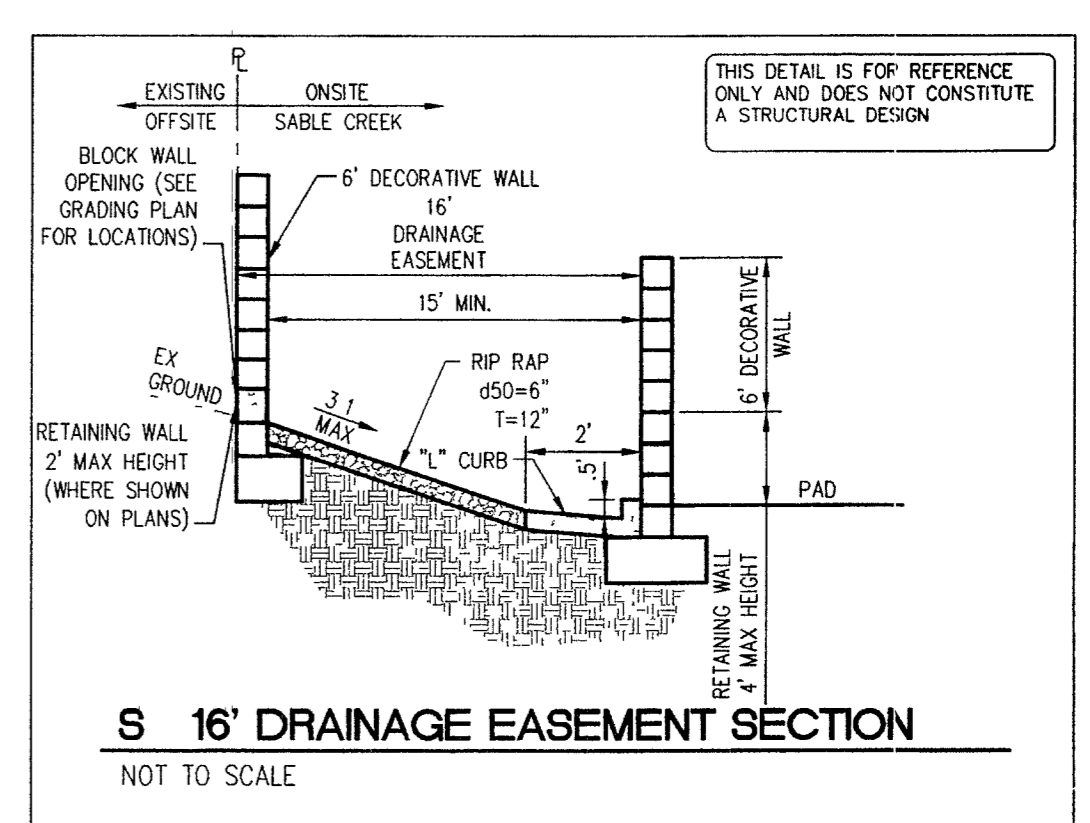 PL
EXISTING
ONSITE
OFFSITE
SABLE CREEK
THIS DETAIL IS FOR REFERENCE
ONLY AND DOES NOT CONSTITUTE
A STRUCTURAL DESIGN
BLOCK WALL
OPENING (SEE
GRADING PLAN
FOR LOCATIONS)
6' DECORATIVE WALL
16'
DRAINAGE
EASEMENT
15' MIN.
6' DECORATIVE
WALL
EX
GROUND
3 1
MAX
RIP RAP
d50=6"
T=12"
2'
"L" CURB
.5'
RETAINING WALL
2' MAX HEIGHT
(WHERE SHOWN
ON PLANS)
PAD
RETAINING WALL
4' MAX HEIGHT
S 16' DRAINAGE EASEMENT SECTION
NOT TO SCALE